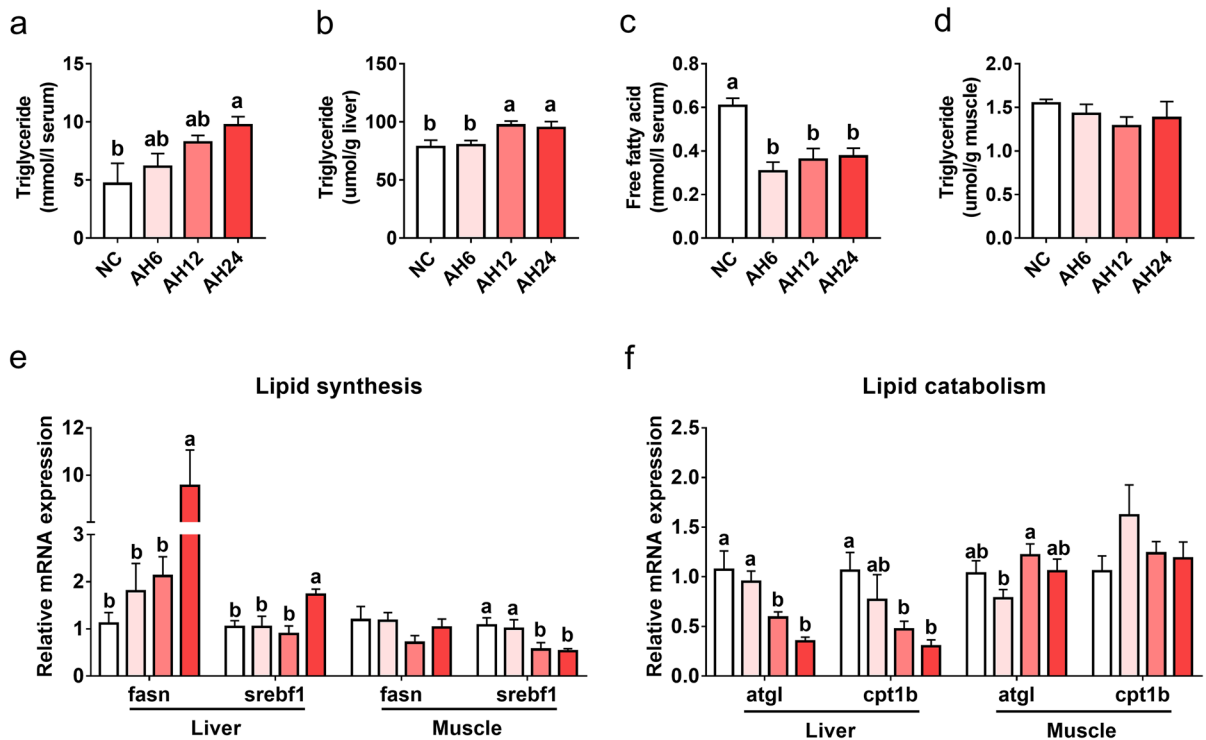 a
Triglyceride
(mmol/l serum)
15
10
5
0
b
ab
ab
a
NC
AH6
AH12
AH24
b
Triglyceride
(umol/g liver)
150
100
50
0
b
b
a
a
NC
AH6
AH12
AH24
c
Free fatty acid
(mmol/l serum)
0.8
0.6
0.4
0.2
0.0
a
b
b
b
NC
AH6
AH12
AH24
d
Triglyceride
(umol/g muscle)
2.0
1.5
1.0
0.5
0.0
NC
AH6
AH12
AH24
e
Lipid synthesis
Relative mRNA expression
12
10
3
2
1
0
b
b
b
a
b
b
b
a
a
a
b
b
fasn
srebf1
fasn
srebf1
Liver
Muscle
f
Lipid catabolism
Relative mRNA expression
2.5
2.0
1.5
1.0
0.5
0.0
a
a
b
b
a
ab
b
b
ab
b
a
ab
atgl
cpt1b
atgl
cpt1b
Liver
Muscle